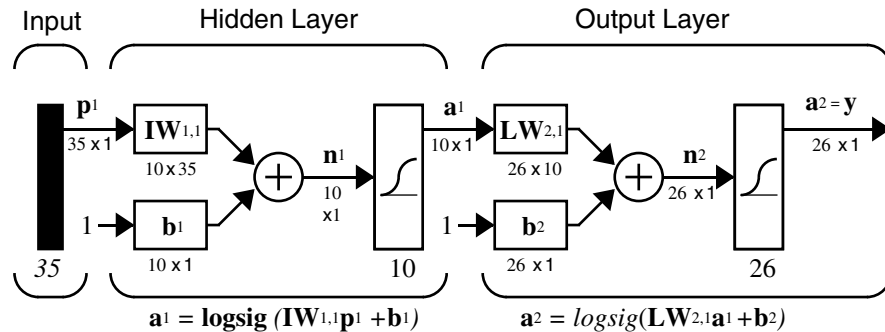 Input
Hidden Layer
Output Layer
p1
35 x 1
IW1,1
10 x 35
1
b1
10 x 1
n1
10
x1
a1
10 x 1
LW2,1
26 x 10
1
b2
26 x 1
n2
26 x 1
a2 = y
26 x 1
35
10
26
a1 = logsig (IW1,1p1 +b1)
a2 = logsig(LW2,1a1 +b2)